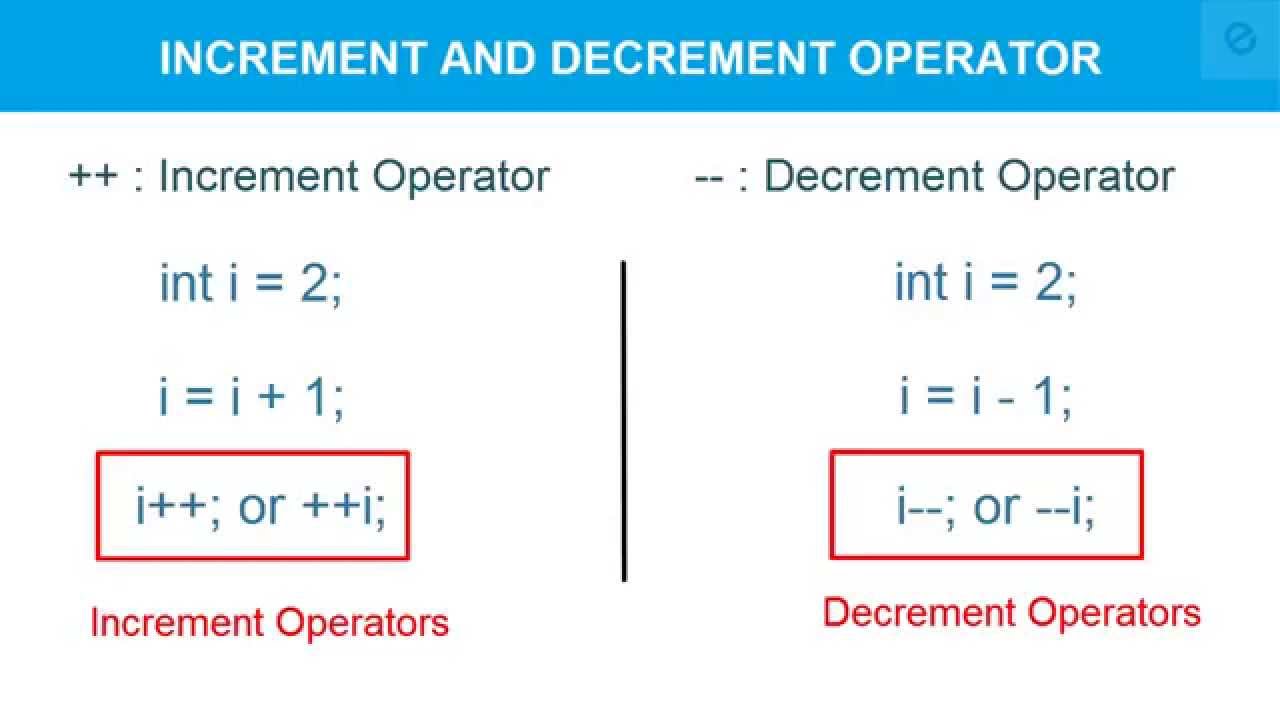 INCREMENT AND DECREMENT OPERATOR
++ : Increment Operator
int i = 2;
i = i + 1;
i++; or ++i;
Increment Operators
-- : Decrement Operator
int i = 2;
i = i - 1;
i--; or --i;
Decrement Operators